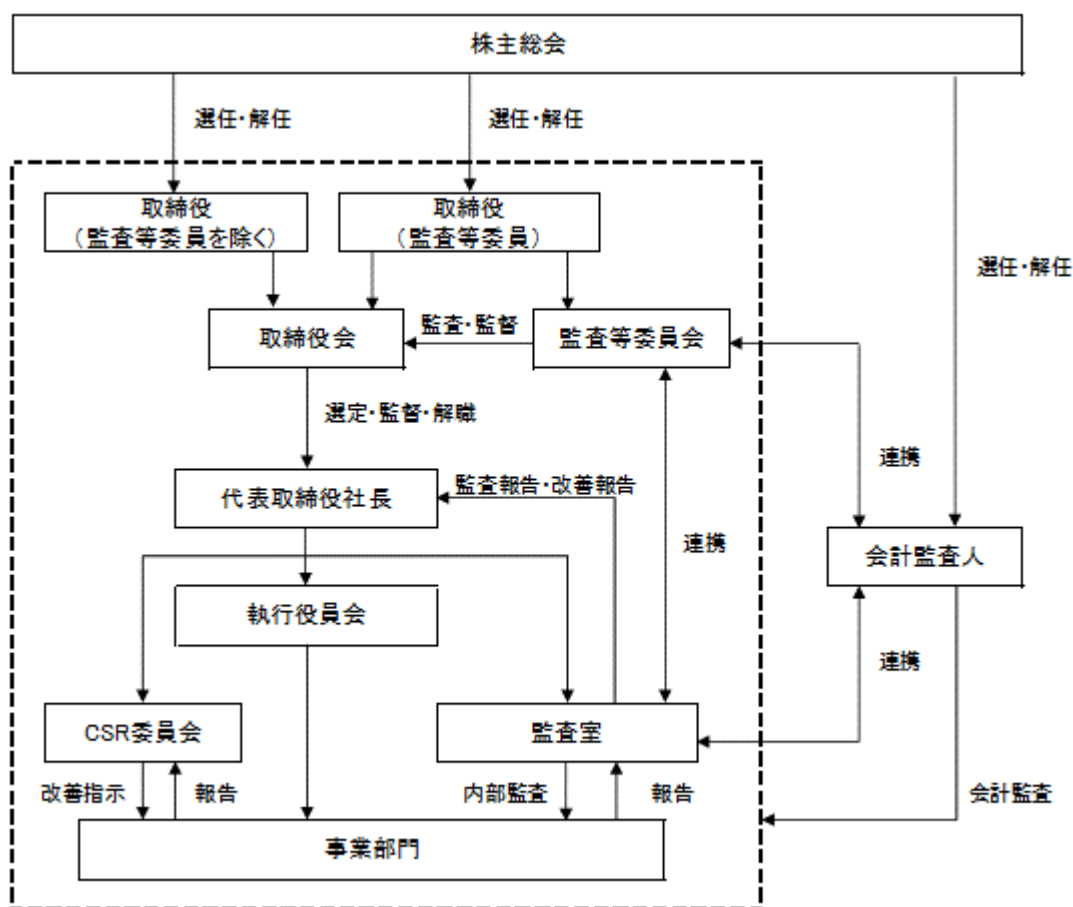 株主総会
選任・解任
選任・解任
取締役
（監査等委員を除く）
取締役
（監査等委員）
選任・解任
取締役会
監査・監督
監査等委員会
選定・監督・解職
代表取締役社長
監査報告・改善報告
連携
連携
会計監査人
執行役員会
連携
CSR委員会
監査室
改善指示
報告
内部監査
報告
会計監査
事業部門